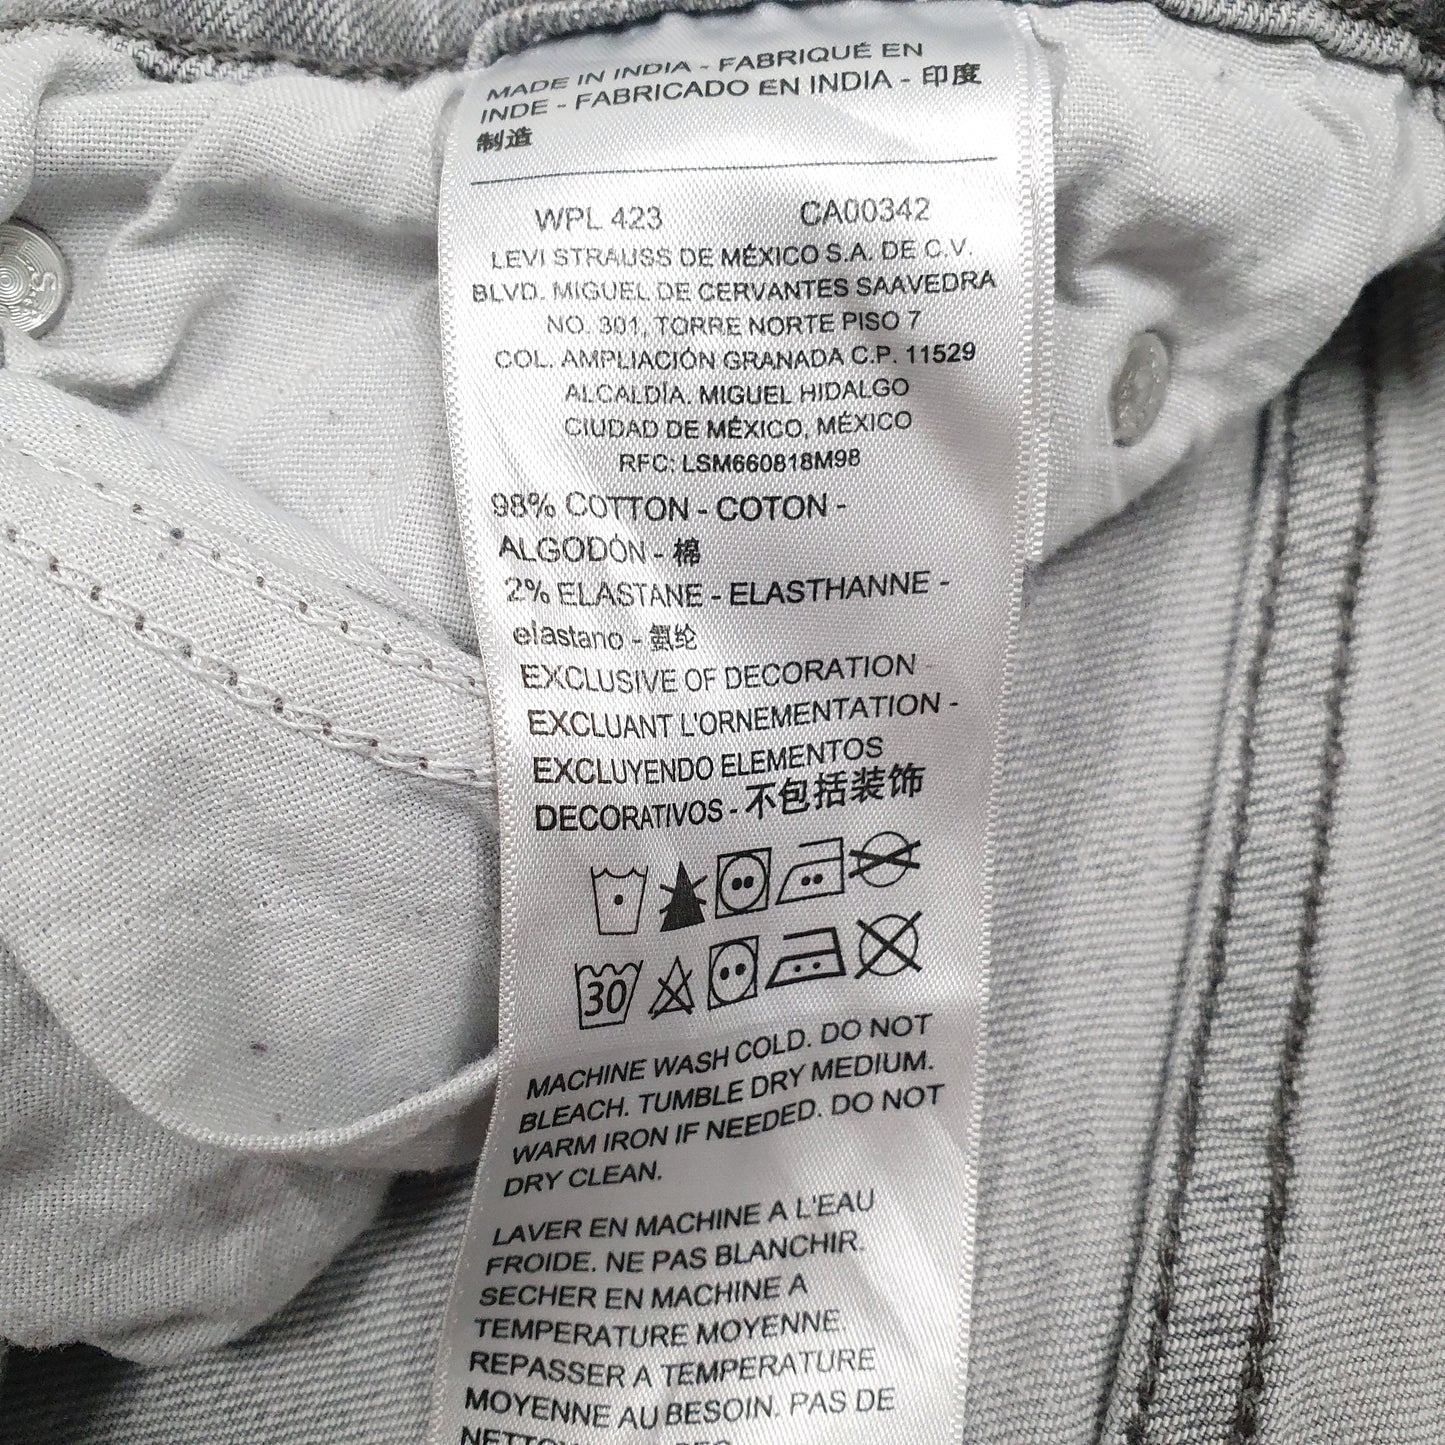 MADE IN INDIA - FABRIQUÉ EN
INDE - FABRICADO EN INDIA - 印度
制造
WPL 423 CA00342
LEVI STRAUSS DE MÉXICO S.A. DE C.V.
BLVD. MIGUEL DE CERVANTES SAAVEDRA
NO. 301, TORRE NORTE PISO 7
COL. AMPLIACIÓN GRANADA C.P. 11529
ALCALDÍA. MIGUEL HIDALGO
CIUDAD DE MÉXICO, MÉXICO
RFC: LSM660818M98
98% COTTON - COTON -
ALGODÓN - 棉
2% ELASTANE - ELASTHANNE -
elastano - 氨纶
EXCLUSIVE OF DECORATION -
EXCLUANT L'ORNEMENTATION -
EXCLUYENDO ELEMENTOS
DECORATIVOS - 不包括装饰
30
MACHINE WASH COLD. DO NOT
BLEACH. TUMBLE DRY MEDIUM.
WARM IRON IF NEEDED. DO NOT
DRY CLEAN.
LAVER EN MACHINE A L'EAU
FROIDE. NE PAS BLANCHIR.
SECHER EN MACHINE A
TEMPERATURE MOYENNE.
REPASSER A TEMPERATURE
MOYENNE AU BESOIN. PAS DE